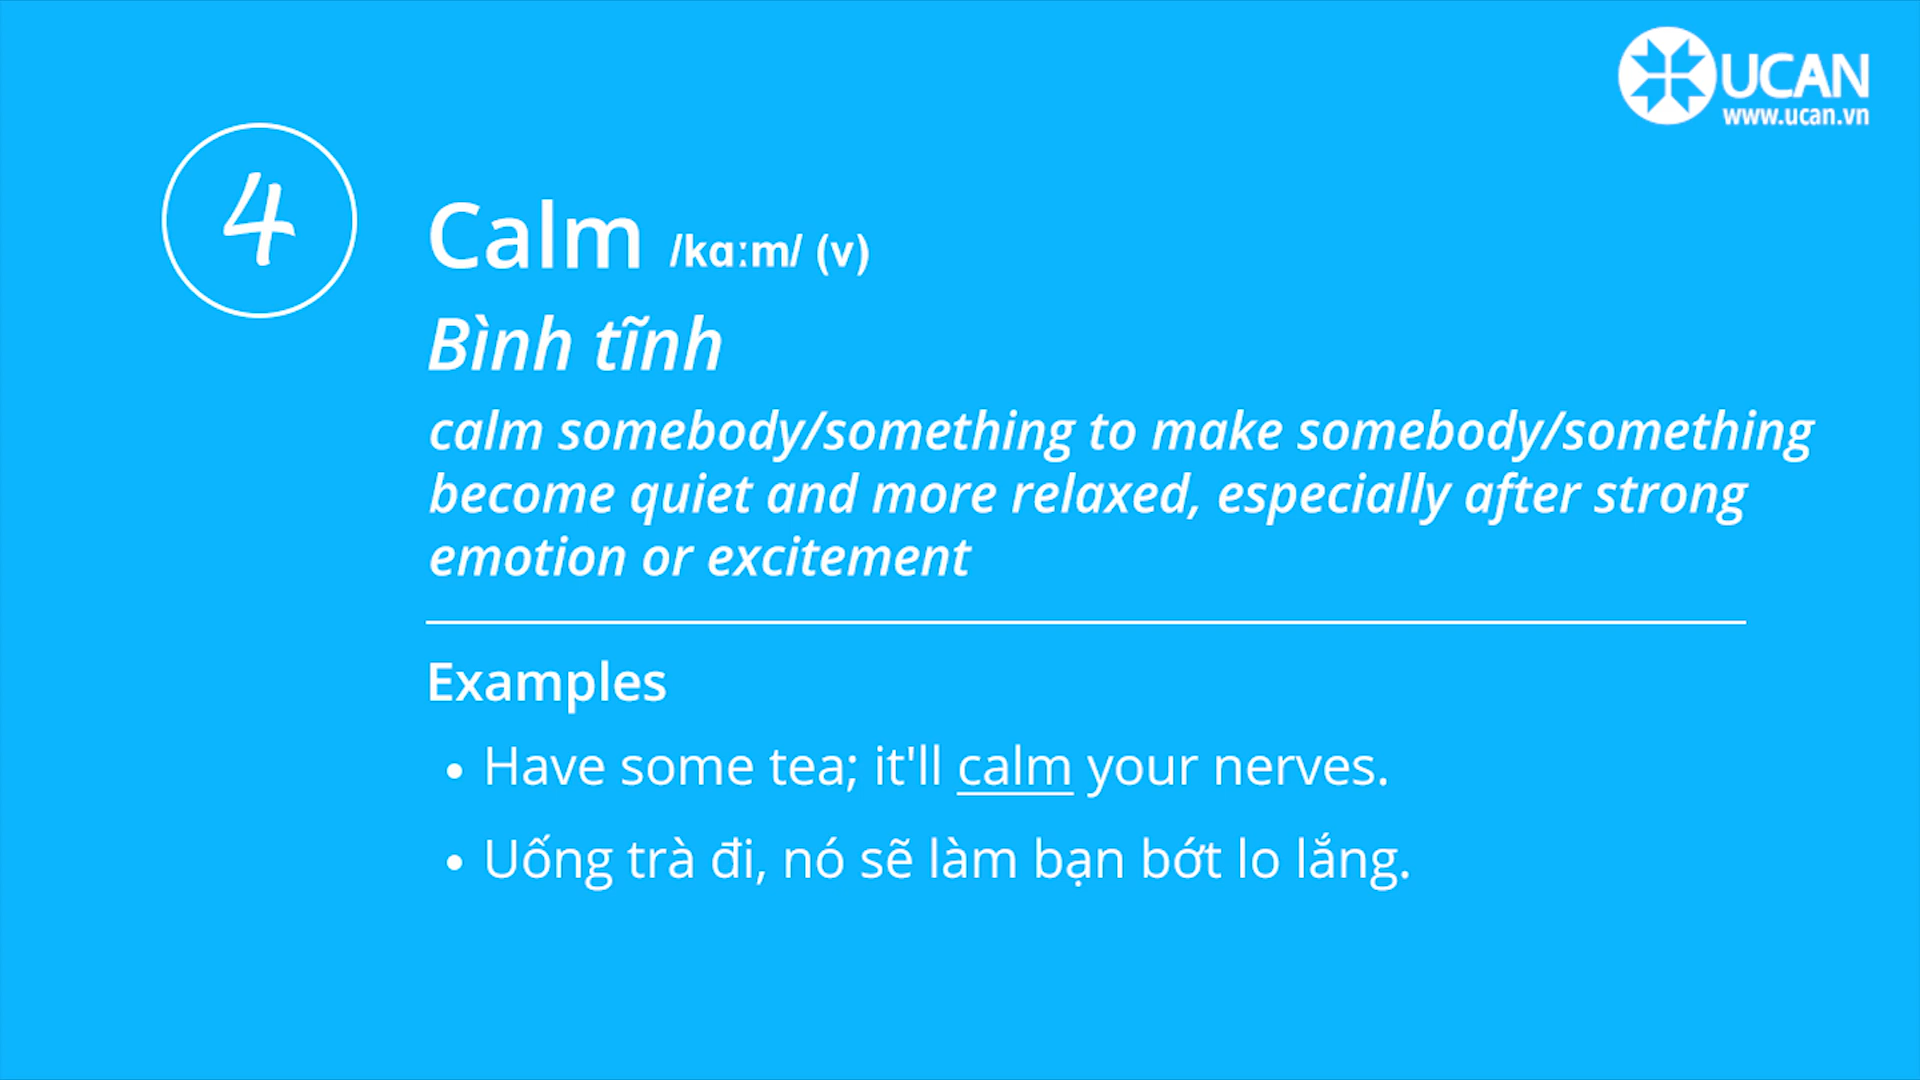 UCAN
www.ucan.vn
4
Calm /kɑːm/ (v)
Bình tĩnh
calm somebody/something to make somebody/something
become quiet and more relaxed, especially after strong
emotion or excitement
Examples
• Have some tea; it'll calm your nerves.
• Uống trà đi, nó sẽ làm bạn bớt lo lắng.